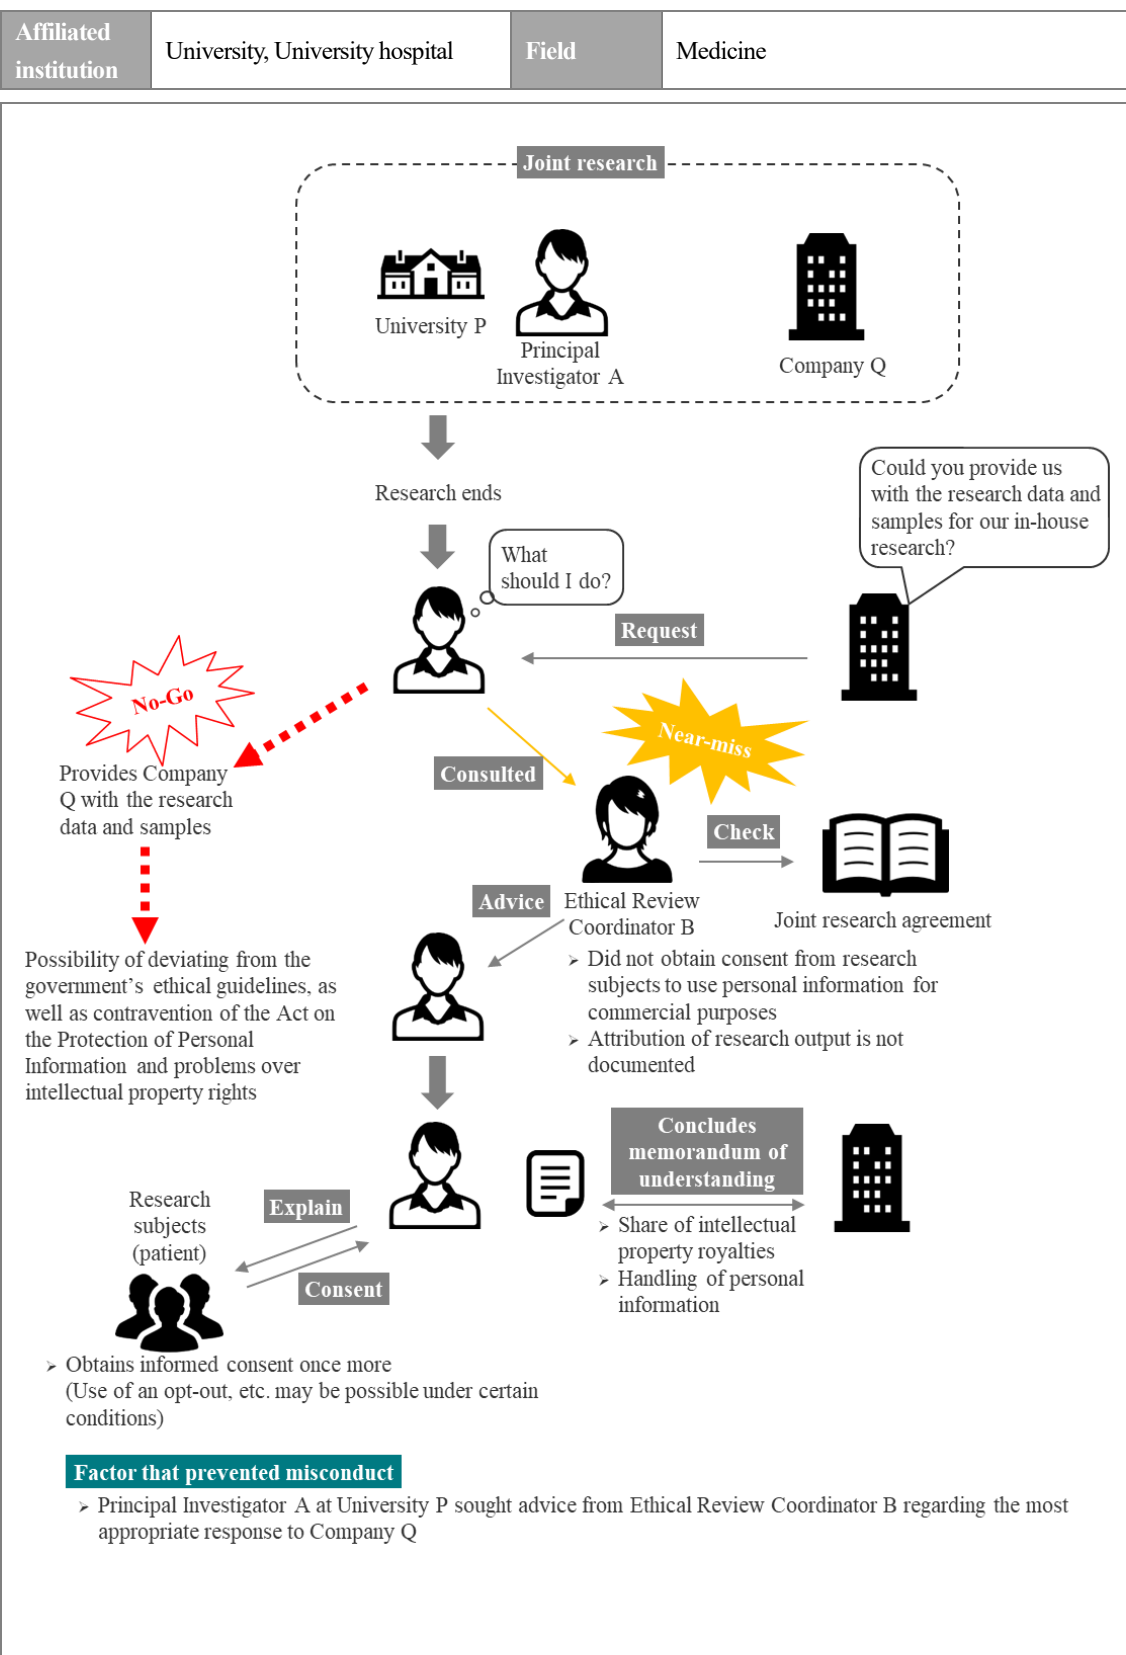 Affiliated
institution
University, University hospital
Field
Medicine
Joint research
University P
Principal
Investigator A
Company Q
Research ends
Could you provide us
with the research data and
samples for our in-house
research?
What
should I do?
Request
No-Go
Near-miss
Provides Company
Q with the research
data and samples
Consulted
Check
Advice
Ethical Review
Coordinator B
Joint research agreement
➢ Did not obtain consent from research
subjects to use personal information for
commercial purposes
➢ Attribution of research output is not
documented
Possibility of deviating from the
government’s ethical guidelines, as
well as contravention of the Act on
the Protection of Personal
Information and problems over
intellectual property rights
Concludes
memorandum of
understanding
➢ Share of intellectual
property royalties
➢ Handling of personal
information
Research
subjects
(patient)
Explain
Consent
➢ Obtains informed consent once more
(Use of an opt-out, etc. may be possible under certain
conditions)
Factor that prevented misconduct
➢ Principal Investigator A at University P sought advice from Ethical Review Coordinator B regarding the most
appropriate response to Company Q